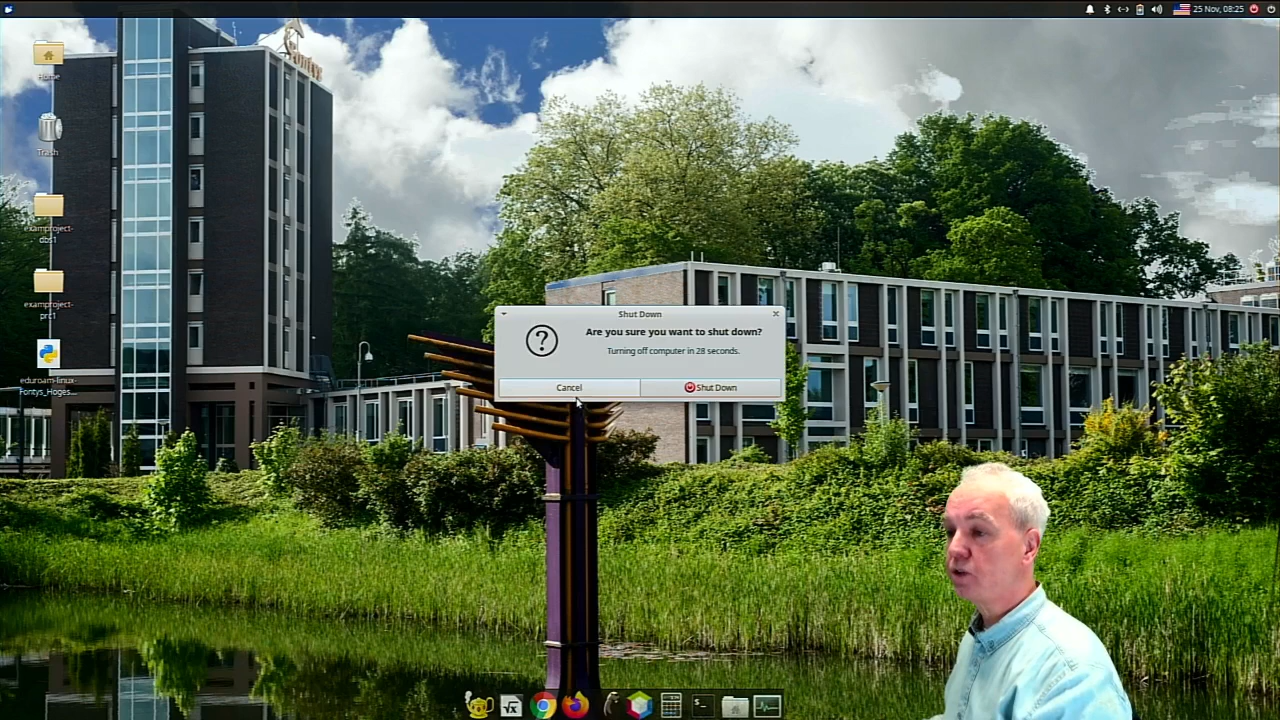 25 Nov, 08:25
Home
Trash
examproject-
dbs1
examproject-
prc1
eduroam-linux-
Fontys_Hoges...
Shut Down
Are you sure you want to shut down?
Turning off computer in 28 seconds.
Cancel
Shut Down